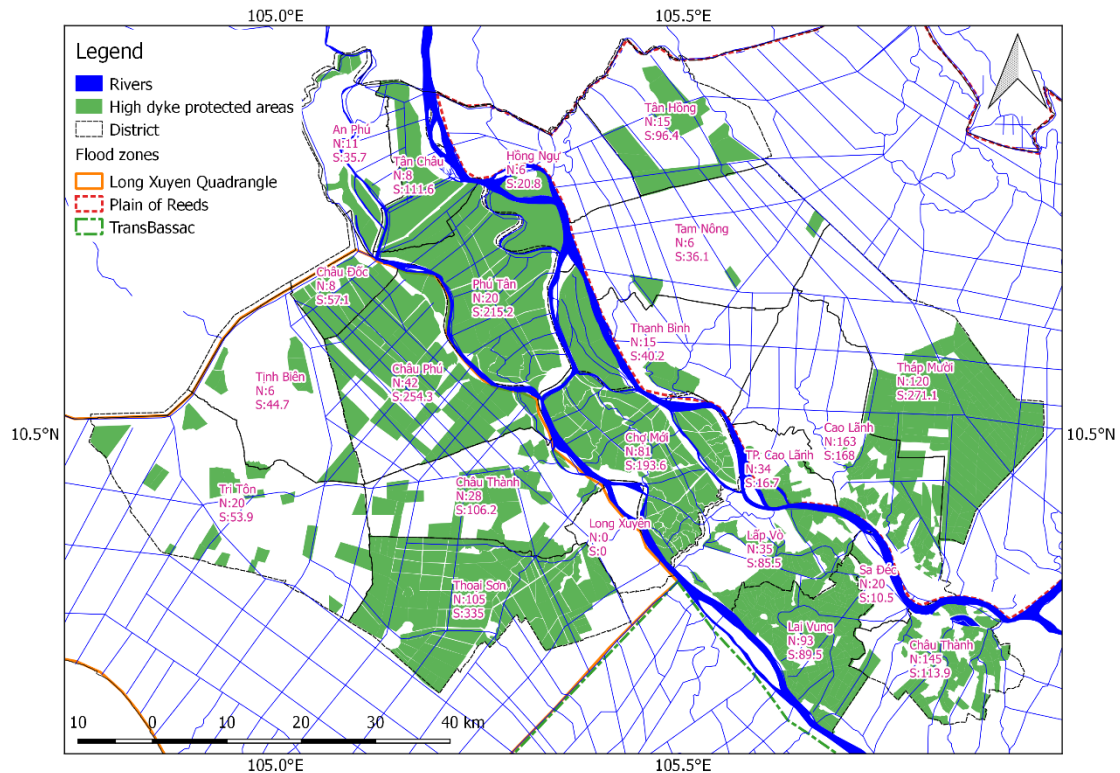 105.0°E
105.5°E
Legend
Rivers
High dyke protected areas
District
Flood zones
Long Xuyen Quadrangle
Plain of Reeds
TransBassac
An Phú
N:11
S:35.7
Tân Châu
N:8
S:111.6
Hồng Ngự
N:6
S:20.8
Tân Hồng
N:15
S:96.4
Tam Nông
N:6
S:36.1
Châu Đốc
N:8
S:57.1
Phú Tân
N:20
S:215.2
Thanh Bình
N:15
S:40.2
Tháp Mười
N:120
S:271.1
Tịnh Biên
N:6
S:44.7
Châu Phú
N:42
S:254.3
Cao Lãnh
N:163
S:168
10.5°N
10.5°N
Chợ Mới
N:81
S:193.6
TP. Cao Lãnh
N:34
S:16.7
Tri Tôn
N:20
S:53.9
Châu Thành
N:28
S:106.2
Long Xuyên
N:0
S:0
Lấp Vò
N:35
S:85.5
Sa Đéc
N:20
S:10.5
Thoại Sơn
N:105
S:335
Lai Vung
N:93
S:89.5
Châu Thành
N:145
S:113.9
10 0 10 20 30 40 km
105.0°E
105.5°E